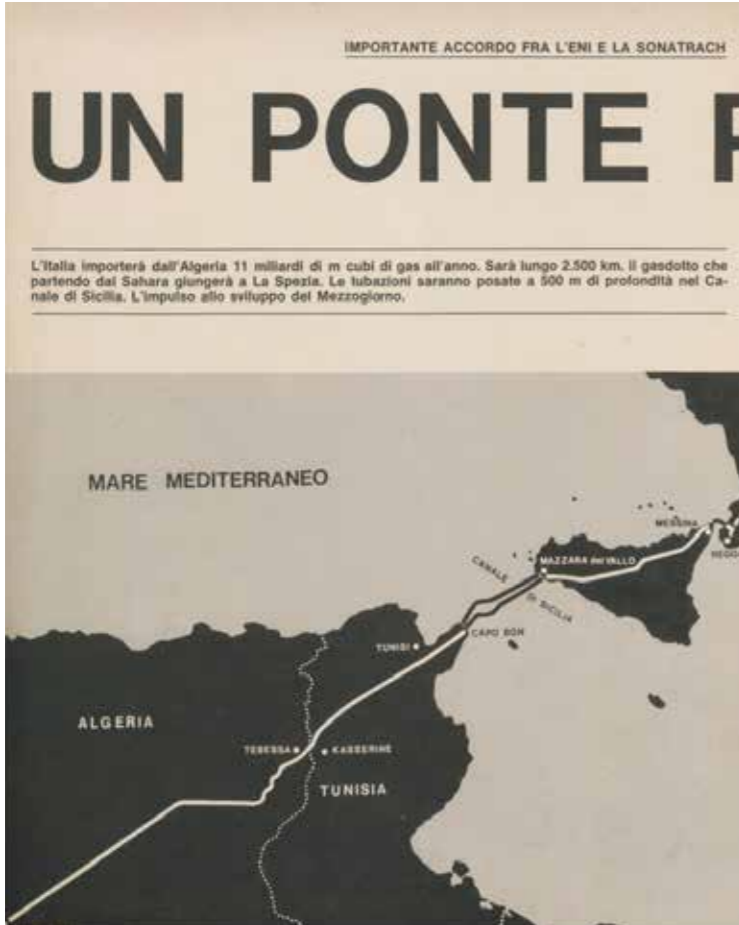 IMPORTANTE ACCORDO FRA L'ENI E LA SONATRACH
UN PONTE P
L'Italia importerà dall'Algeria 11 miliardi di m cubi di gas all'anno. Sarà lungo 2.500 km. il gasdotto che
partendo dal Sahara giungerà a La Spezia. Le tubazioni saranno posate a 500 m di profondità nel Ca-
nale di Sicilia. L'impulso allo sviluppo del Mezzogiorno.
MARE MEDITERRANEO
MESSINA
REGG
MAZZARA del VALLO
CANALE DI SICILIA
CAPO BON
TUNISI
ALGERIA
TEBESSA
KASSERINE
TUNISIA